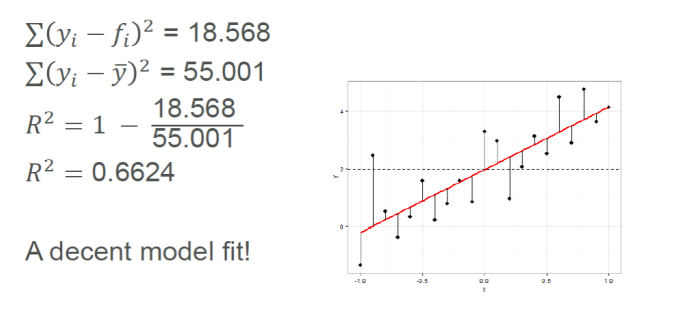 ∑(yᵢ − fᵢ)² = 18.568
∑(yᵢ − ȳ)² = 55.001
R² = 1 − 18.568/55.001
R² = 0.6624
A decent model fit!
4
2
0
y
-1.0 -0.5 0.0 0.5 1.0